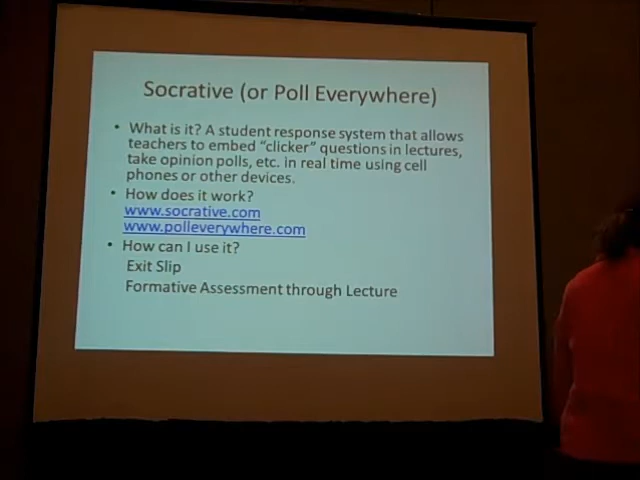 Socrative (or Poll Everywhere)
• What is it? A student response system that allows
teachers to embed “clicker” questions in lectures,
take opinion polls, etc. in real time using cell
phones or other devices.
• How does it work?
www.socrative.com
www.polleverywhere.com
• How can I use it?
Exit Slip
Formative Assessment through Lecture